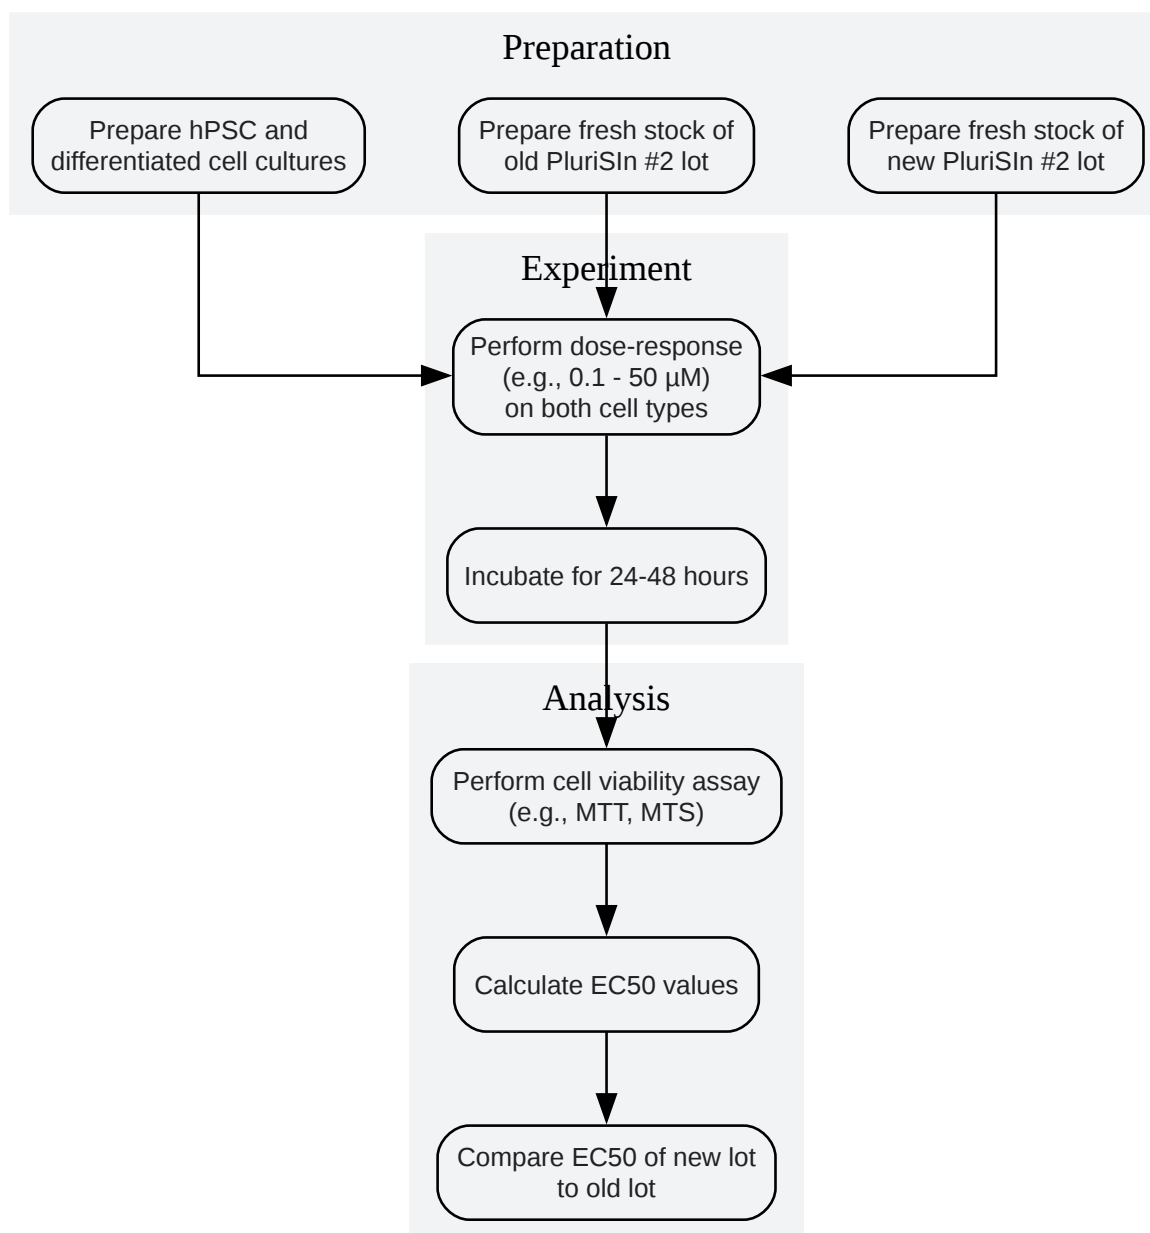 Preparation
Prepare hPSC and
differentiated cell cultures
Prepare fresh stock of
old PluriSIn #2 lot
Prepare fresh stock of
new PluriSIn #2 lot
Experiment
Perform dose-response
(e.g., 0.1 - 50 µM)
on both cell types
Incubate for 24-48 hours
Analysis
Perform cell viability assay
(e.g., MTT, MTS)
Calculate EC50 values
Compare EC50 of new lot
to old lot